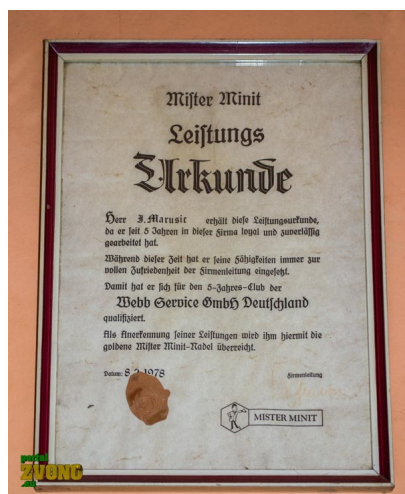 Mister Minit
Leistungs
Urkunde
Herr J. Marusic erhält diese Leistungsurkunde,
da er seit 5 Jahren in dieser Firma loyal und zuverlässig
gearbeitet hat.
Während dieser Zeit hat er seine Fähigkeiten immer zur
vollen Zufriedenheit der Firmenleitung eingesetzt.
Damit hat er sich für den 5-Jahres-Club der
Webb Service GmbH Deutschland
qualifiziert.
Als Anerkennung seiner Leistungen wird ihm hiermit die
goldene Mister Minit-Nadel überreicht.
Datum: 8.2.1978 Firmenleitung
MISTER MINIT
portal
ZVONO
.ba